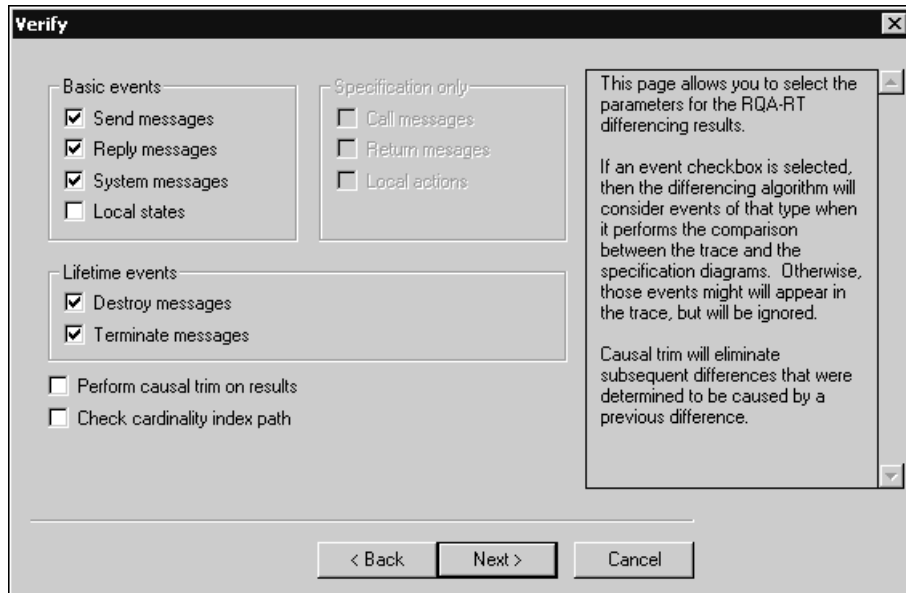 Verify
Basic events
Send messages
Reply messages
System messages
Local states
Specification only
Call messages
Return mesages
Local actions
Lifetime events
Destroy messages
Terminate messages
Perform causal trim on results
Check cardinality index path
This page allows you to select the
parameters for the RQA-RT
differencing results.
If an event checkbox is selected,
then the differencing algorithm will
consider events of that type when
it performs the comparison
between the trace and the
specification diagrams.  Otherwise,
those events might will appear in
the trace, but will be ignored.
Causal trim will eliminate
subsequent differences that were
determined to be caused by a
previous difference.
< Back
Next >
Cancel